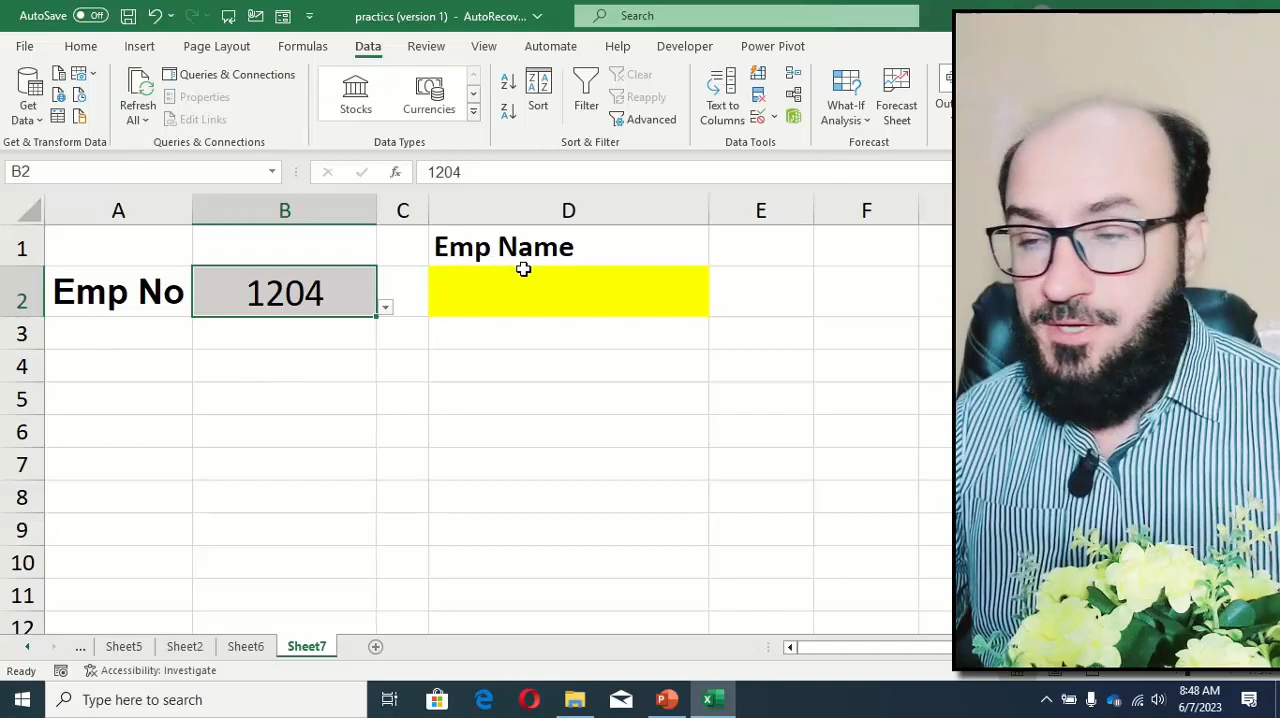 AutoSave Off
practics (version 1) - AutoRecov...
Search
File Home Insert Page Layout Formulas Data Review View Automate Help Developer Power Pivot
Get Data
Refresh All
Queries & Connections
Properties
Edit Links
Stocks
Currencies
Sort
Filter
Clear
Reapply
Advanced
Text to Columns
What-If Analysis
Forecast Sheet
Get & Transform Data
Queries & Connections
Data Types
Sort & Filter
Data Tools
Forecast
B2
fx
1204
A B C D E F
1 Emp Name
2 Emp No 1204
3
4
5
6
7
8
9
10
11
12
... Sheet5 Sheet2 Sheet6 Sheet7
Ready Accessibility: Investigate
Type here to search
8:48 AM
6/7/2023